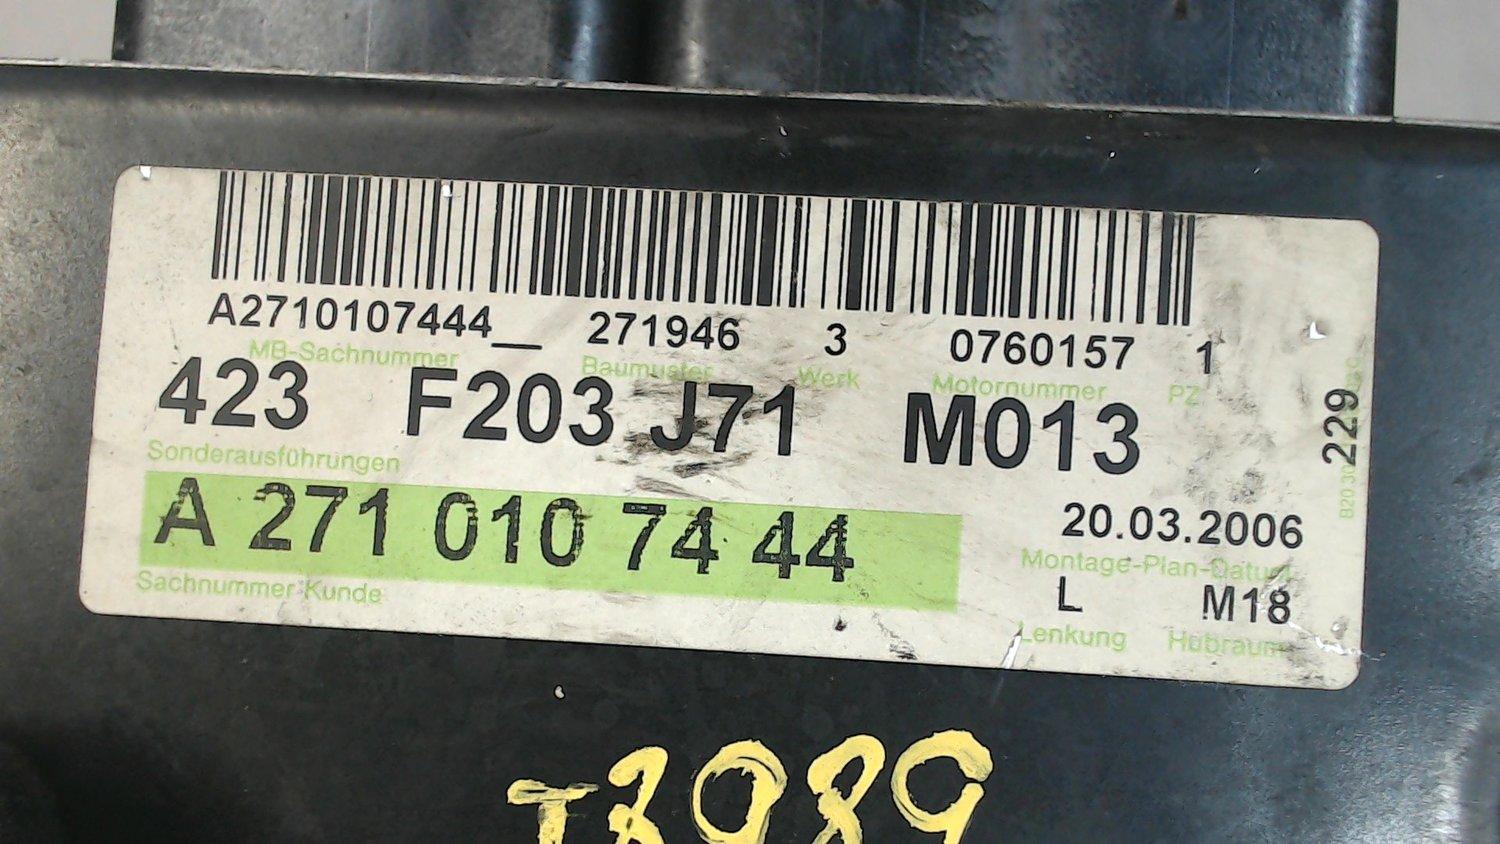 A2710107444__ 271946 3 0760157 1
MB-Sachnummer Baumuster Werk Motornummer PZ
423 F203 J71 M013
229
Sonderausführungen
A 271 010 74 44
20.03.2006
Montage-Plan-Datum
Sachnummer Kunde
L M18
Lenkung Hubraum
T3989